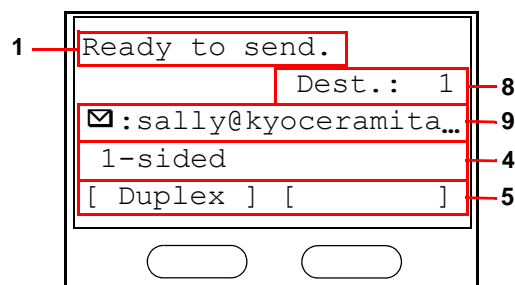 1 Ready to send.
Dest.: 1 8
:sally@kyoceramita… 9
1-sided 4
[ Duplex ] [ ] 5